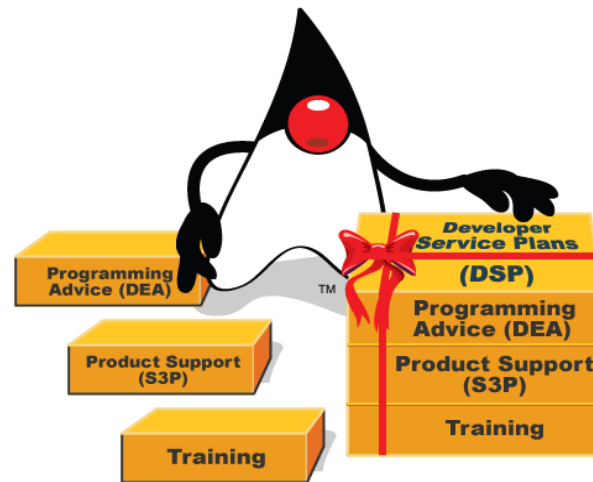 Programming
Advice (DEA)
Product Support
(S3P)
Training
TM
Developer
Service Plans
(DSP)
Programming
Advice (DEA)
Product Support
(S3P)
Training